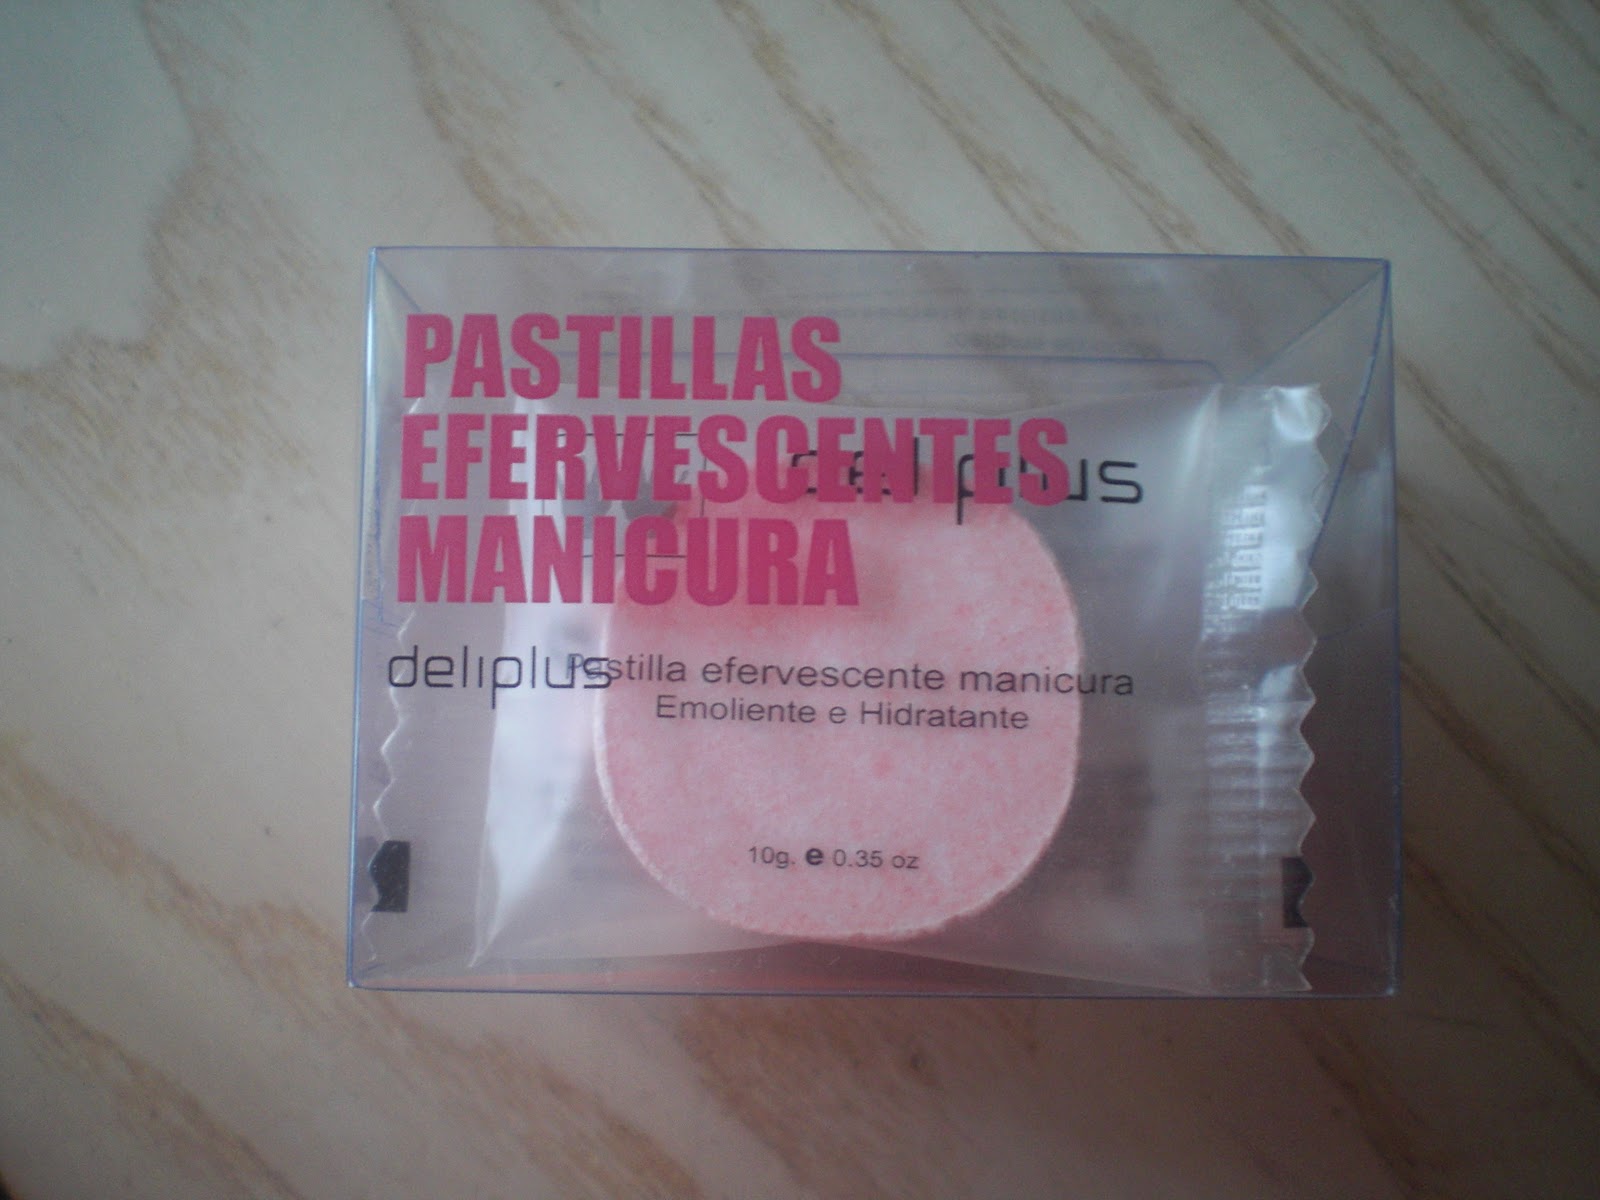 PASTILLAS
EFERVESCENTES
MANICURA
deliplus
deliplus
Pastilla efervescente manicura
Emoliente e Hidratante
10g. e 0.35 oz